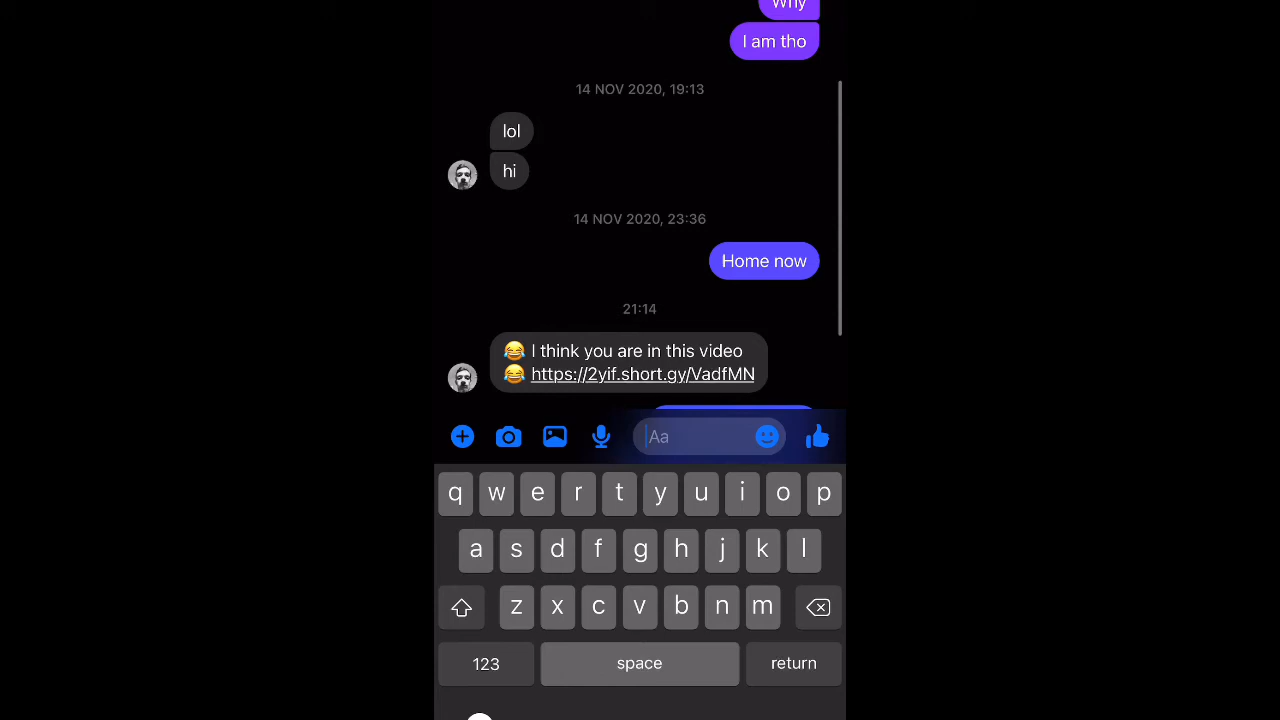 Why
I am tho
14 NOV 2020, 19:13
lol
hi
14 NOV 2020, 23:36
Home now
21:14
😂 I think you are in this video
😂 https://2yif.short.gy/VadfMN
Aa
q w e r t y u i o p
a s d f g h j k l
z x c v b n m
123 space return